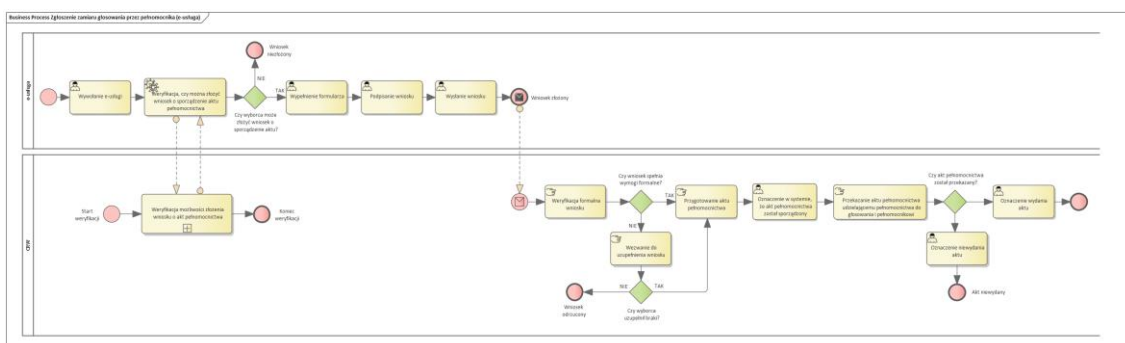 Business Process Zgłoszenie zamiaru głosowania przez pełnomocnika (e-usługa)
e-usługa
Wywołanie e-usługi
Weryfikacja, czy można złożyć
wniosek o sporządzenie aktu
pełnomocnictwa
Wniosek
niezłożony
NIE
TAK
Czy wyborca może
złożyć wniosek o
sporządzenie aktu?
Wypełnienie formularza
Podpisanie wniosku
Wysłanie wniosku
Wniosek złożony
Start
weryfikacji
Weryfikacja możliwości złożenia
wniosku o akt pełnomocnictwa
Koniec
weryfikacji
Weryfikacja formalna
wniosku
Czy wniosek spełnia
wymogi formalne?
TAK
NIE
Wezwanie do
uzupełnienia wniosku
NIE
TAK
Czy wyborca
uzupełnił braki?
Wniosek
odrzucony
Przygotowanie aktu
pełnomocnictwa
Oznaczenie w systemie,
że akt pełnomocnictwa
został sporządzony
Przekazanie aktu pełnomocnictwa
udzielającemu pełnomocnictwa do
głosowania i pełnomocnikowi
Czy akt pełnomocnictwa
został przekazany?
Oznaczenie wydania
aktu
Oznaczenie niewydania
aktu
Akt niewydany